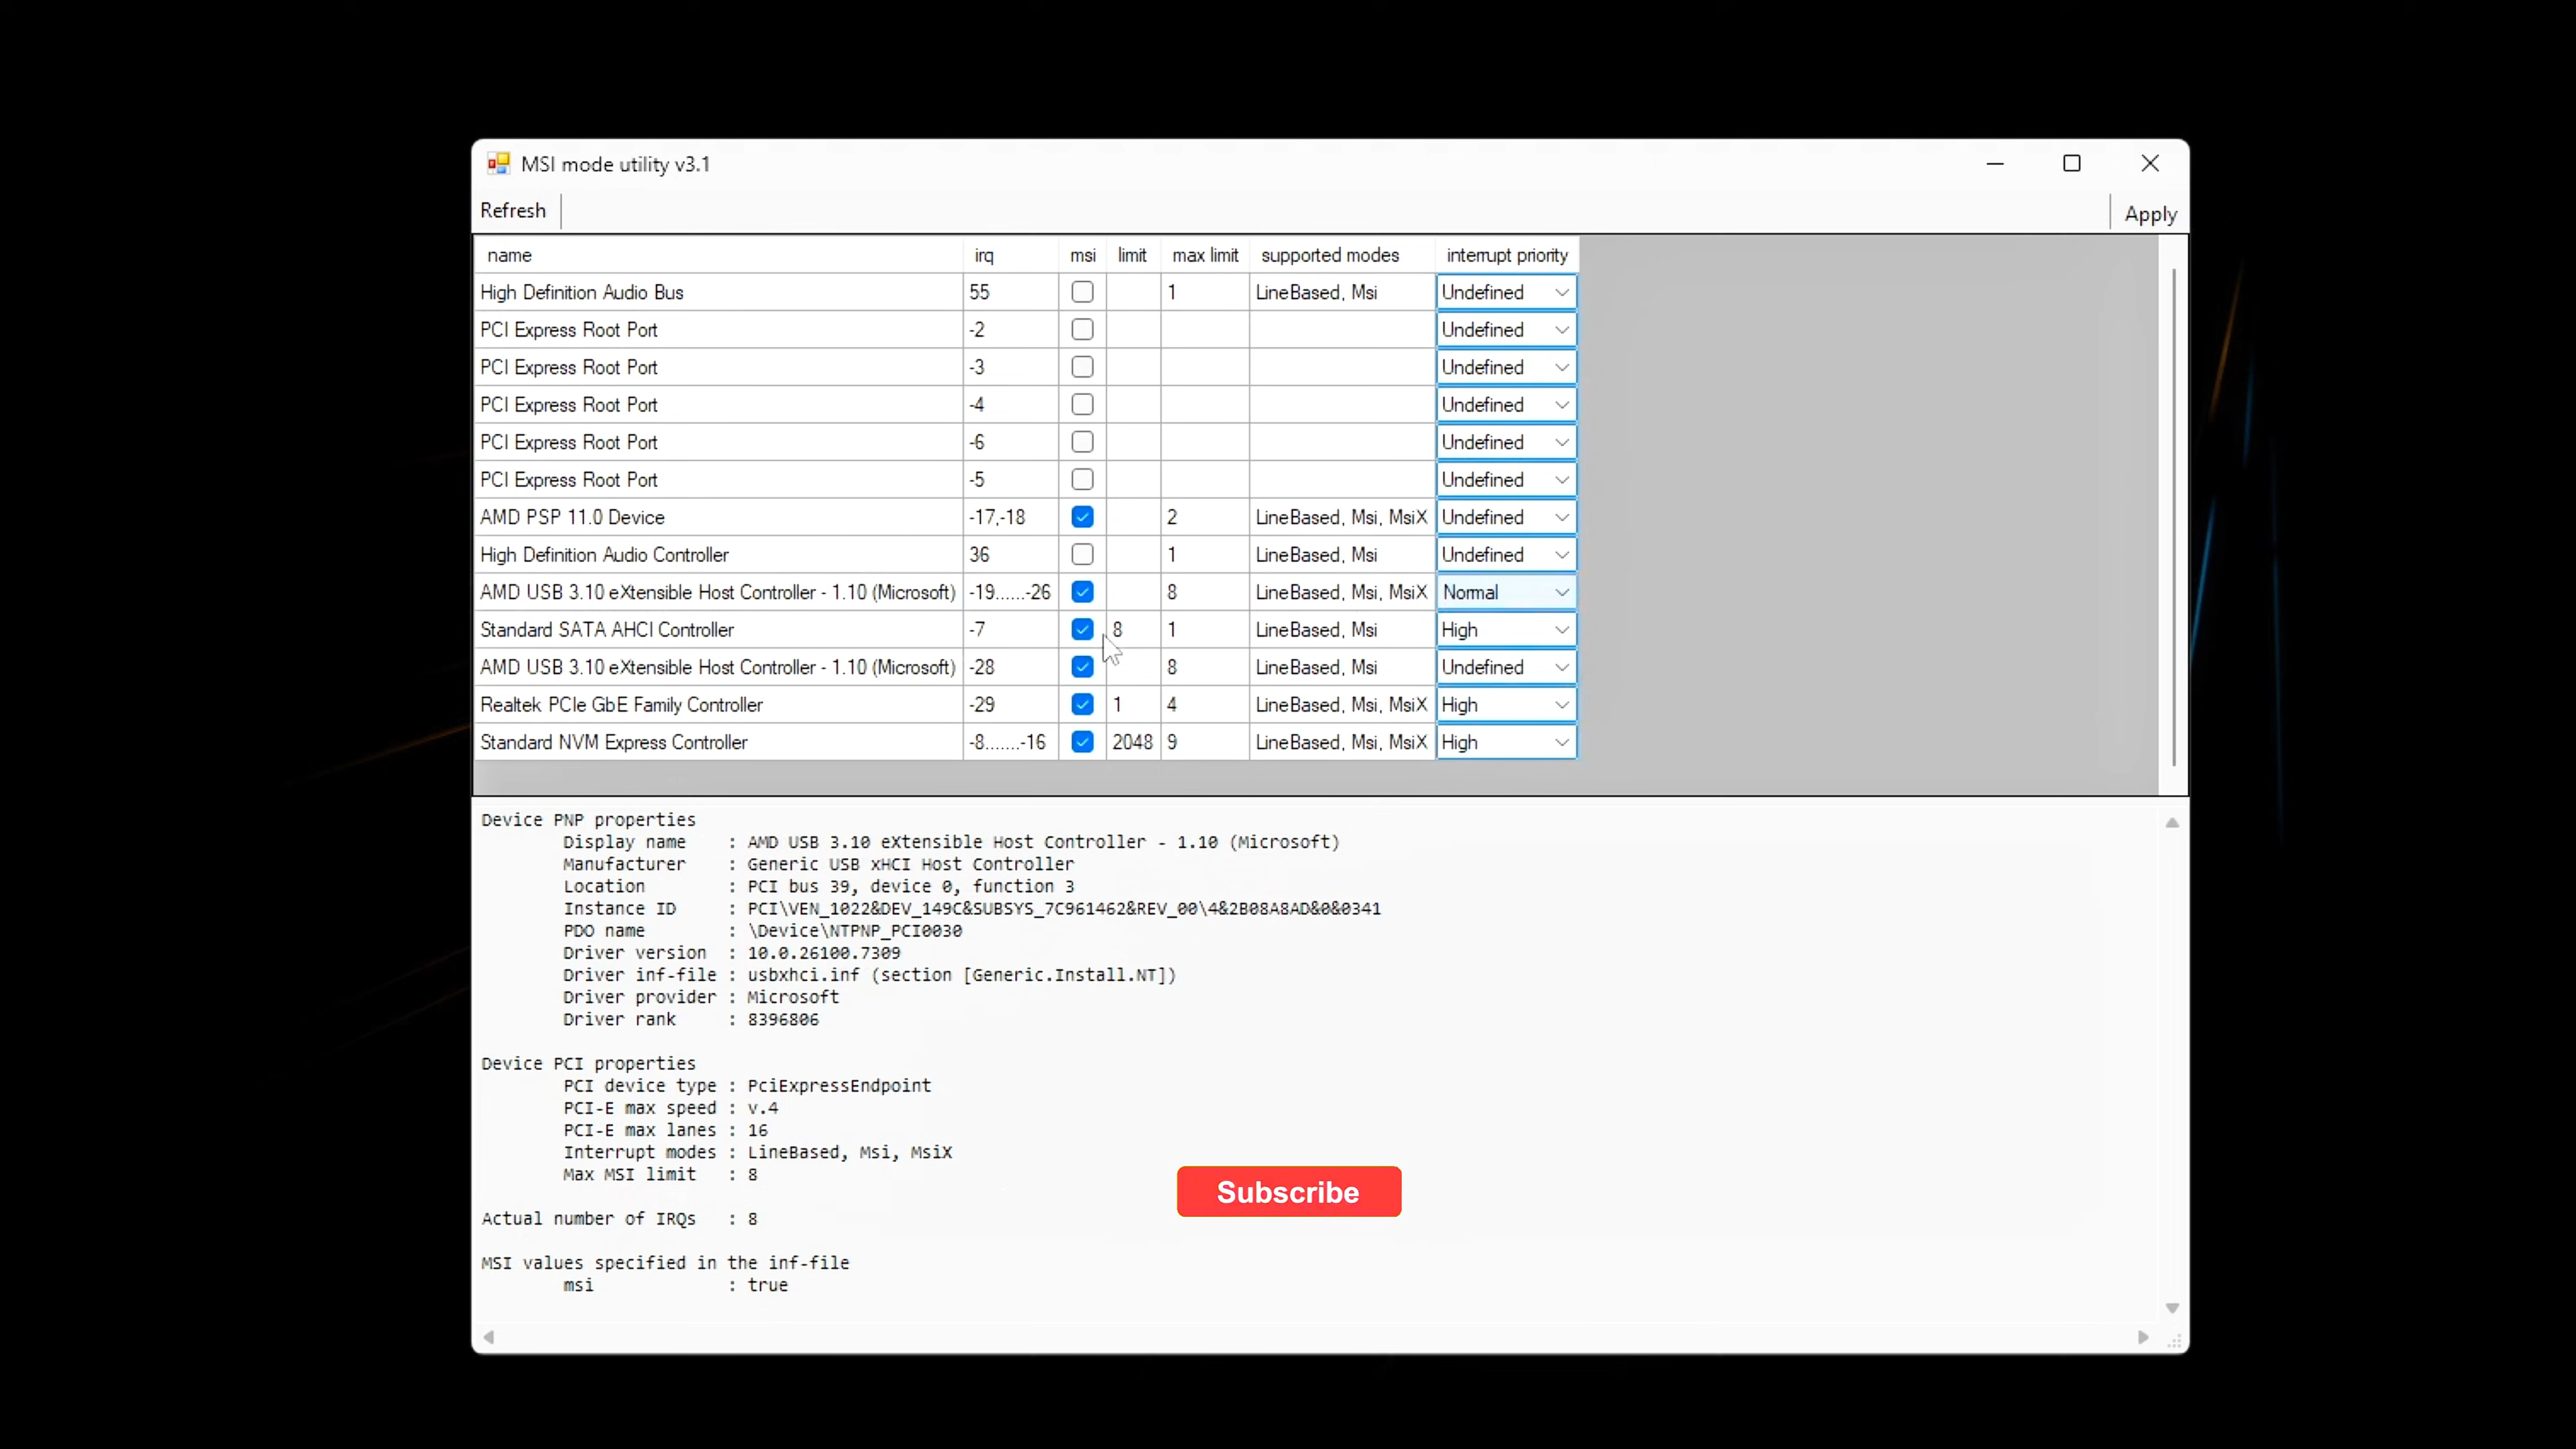 MSI mode utility v3.1
Refresh Apply
name irq msi limit max limit supported modes interrupt priority
High Definition Audio Bus 55 1 LineBased, Msi Undefined
PCI Express Root Port -2 Undefined
PCI Express Root Port -3 Undefined
PCI Express Root Port -4 Undefined
PCI Express Root Port -6 Undefined
PCI Express Root Port -5 Undefined
AMD PSP 11.0 Device -17,-18 2 LineBased, Msi, MsiX Undefined
High Definition Audio Controller 36 1 LineBased, Msi Undefined
AMD USB 3.10 eXtensible Host Controller - 1.10 (Microsoft) -19......-26 8 LineBased, Msi, MsiX Normal
Standard SATA AHCI Controller -7 8 1 LineBased, Msi High
AMD USB 3.10 eXtensible Host Controller - 1.10 (Microsoft) -28 8 LineBased, Msi Undefined
Realtek PCIe GbE Family Controller -29 1 4 LineBased, Msi, MsiX High
Standard NVM Express Controller -8.......-16 2048 9 LineBased, Msi, MsiX High
Device PNP properties
Display name : AMD USB 3.10 eXtensible Host Controller - 1.10 (Microsoft)
Manufacturer : Generic USB xHCI Host Controller
Location : PCI bus 39, device 0, function 3
Instance ID : PCI\VEN_1022&DEV_149C&SUBSYS_7C961462&REV_00\4&2B08A8AD&0&0341
PDO name : \Device\NTPNP_PCI0030
Driver version : 10.0.26100.7309
Driver inf-file : usbxhci.inf (section [Generic.Install.NT])
Driver provider : Microsoft
Driver rank : 8396806
Device PCI properties
PCI device type : PciExpressEndpoint
PCI-E max speed : v.4
PCI-E max lanes : 16
Interrupt modes : LineBased, Msi, MsiX
Max MSI limit : 8
Subscribe
Actual number of IRQs : 8
MSI values specified in the inf-file
msi : true